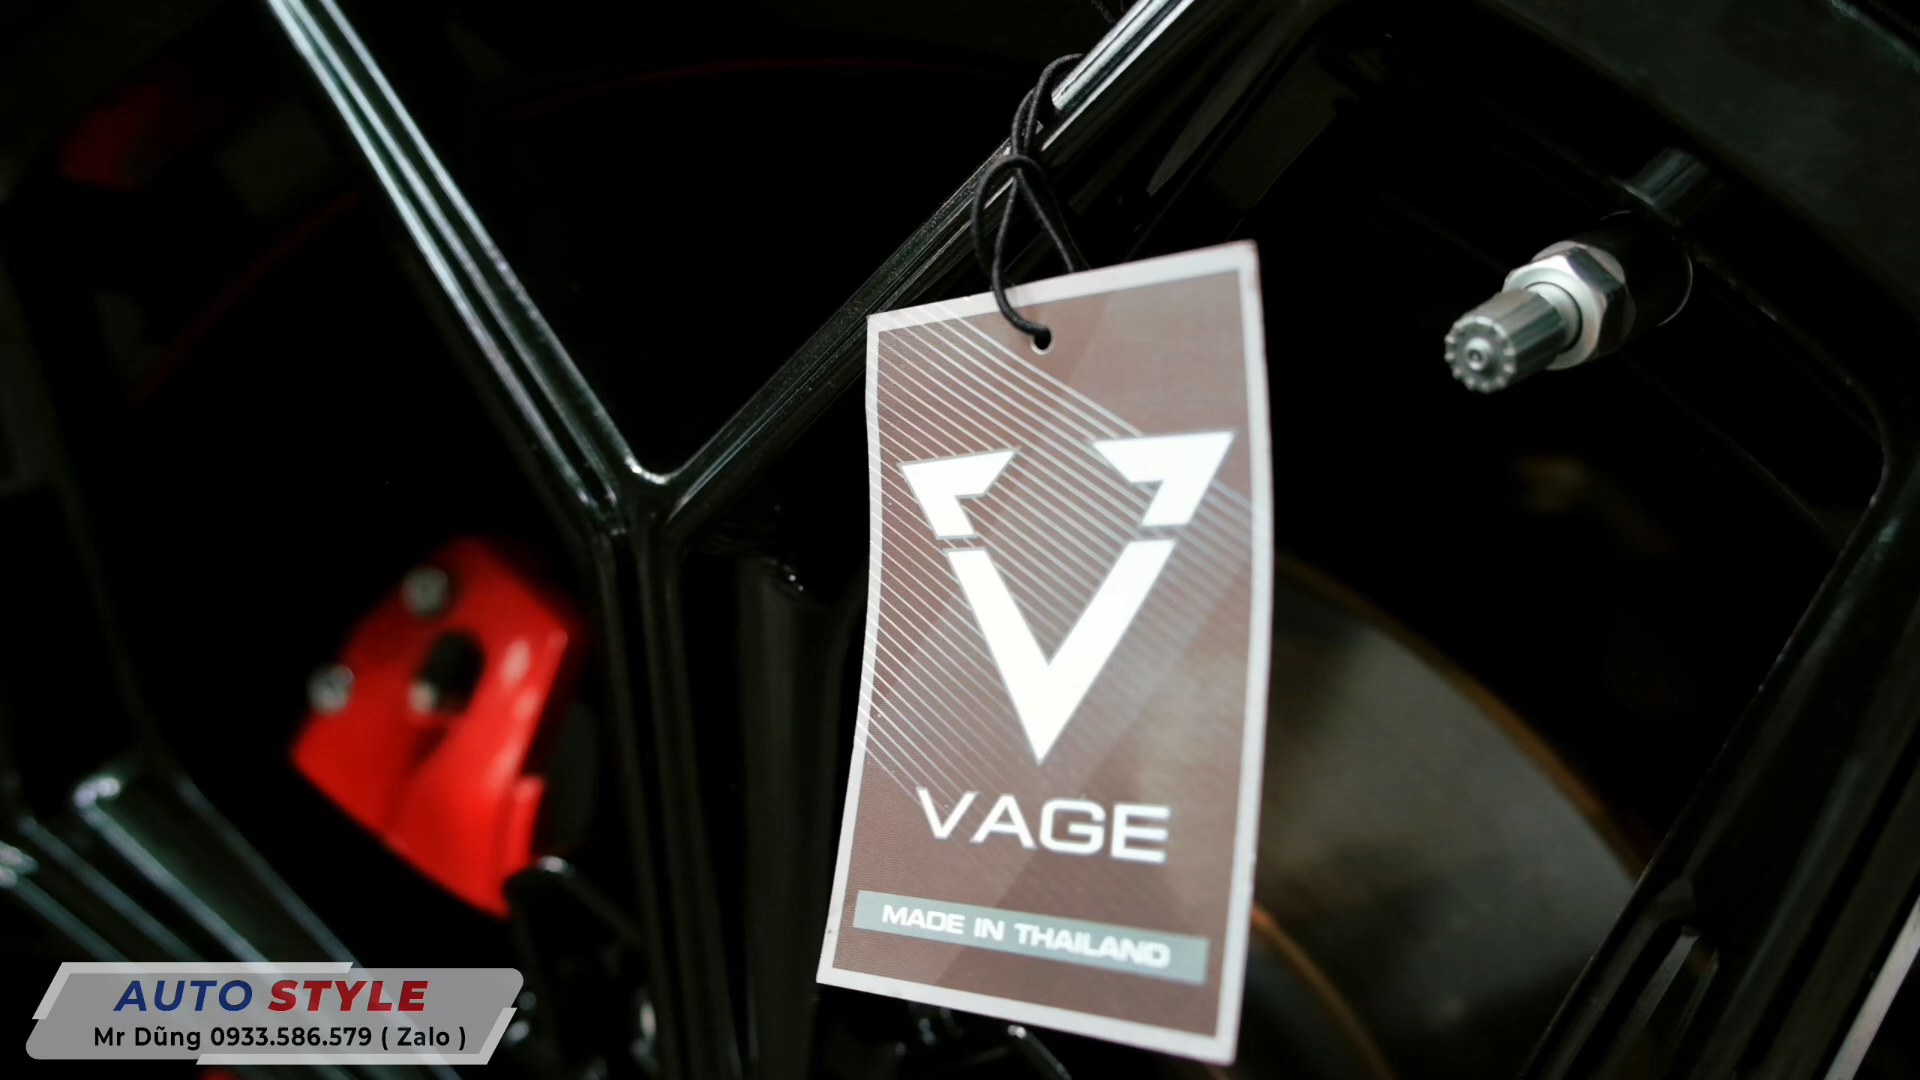 VAGE
MADE IN THAILAND
AUTO STYLE
Mr Dũng 0933.586.579 ( Zalo )